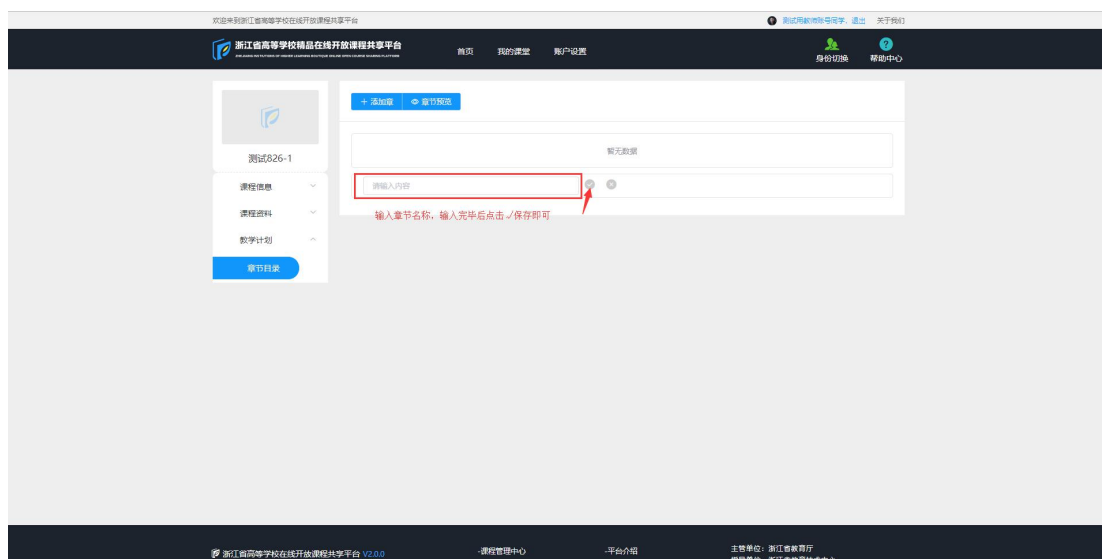 欢迎来到浙江省高等学校在线开放课程共享平台
测试用教师账号同学，退出 关于我们
浙江省高等学校精品在线开放课程共享平台
首页 我的课堂 账户设置
身份切换 帮助中心
+ 添加章 章节预览
暂无数据
测试826-1
课程信息
请输入内容
课程资料
输入章节名称，输入完毕后点击√保存即可
教学计划
章节目录
浙江省高等学校在线开放课程共享平台 V2.0.0
-课程管理中心
-平台介绍
主管单位：浙江省教育厅